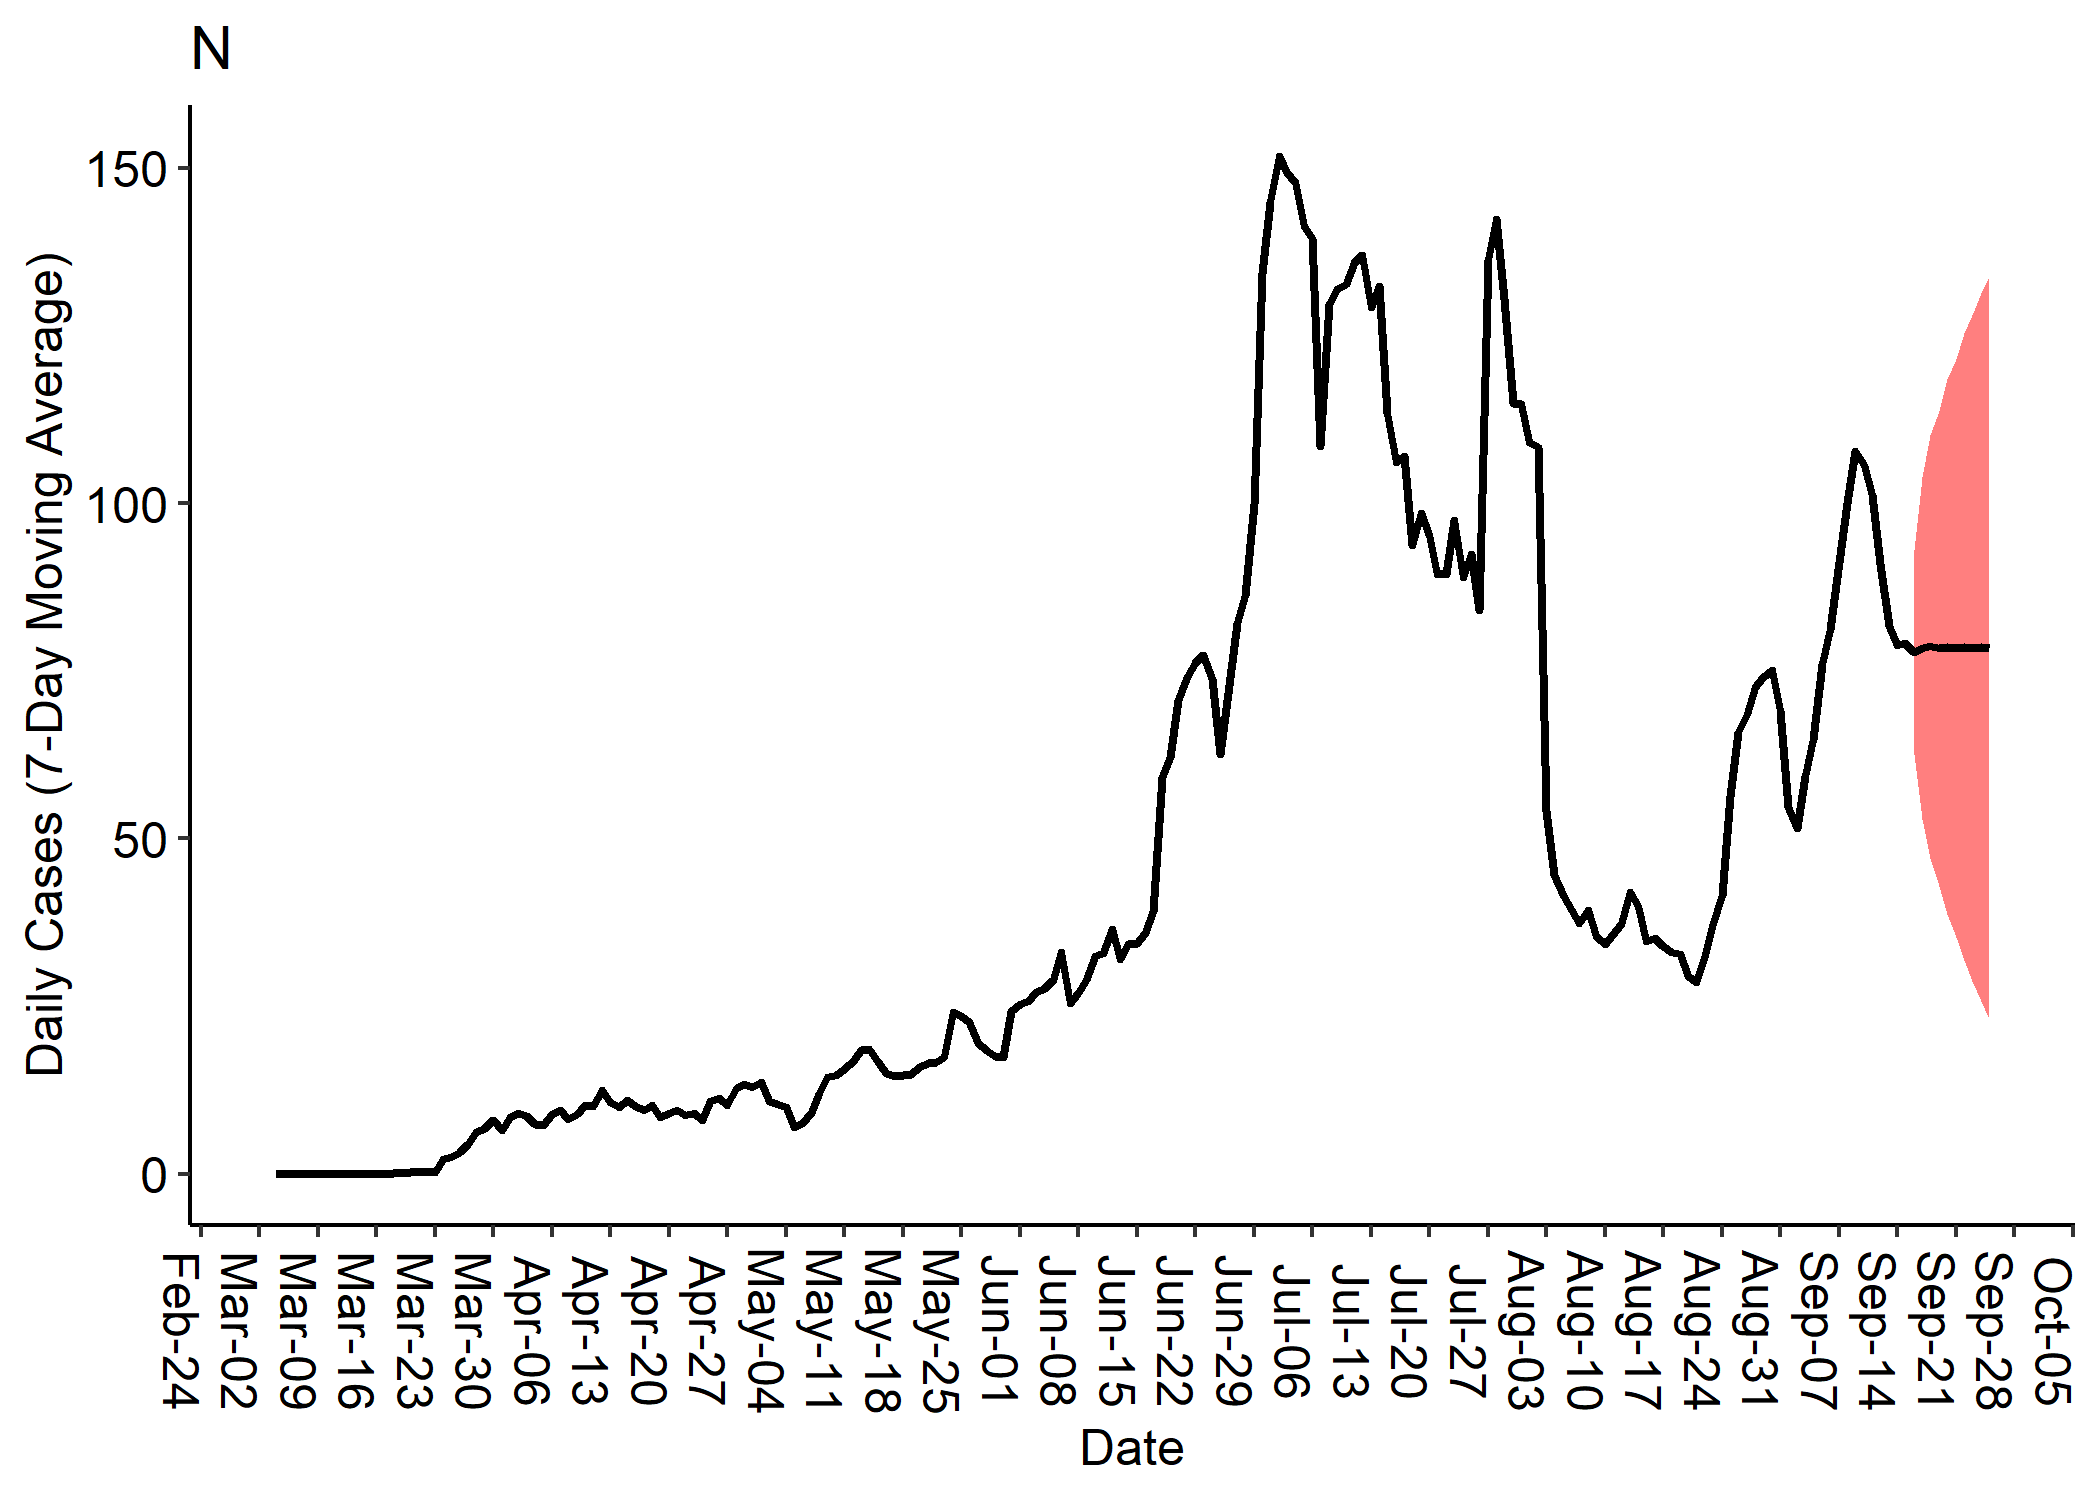 N
Daily Cases (7-Day Moving Average)
150
100
50
0
Feb-24
Mar-02
Mar-09
Mar-16
Mar-23
Mar-30
Apr-06
Apr-13
Apr-20
Apr-27
May-04
May-11
May-18
May-25
Jun-01
Jun-08
Jun-15
Jun-22
Jun-29
Jul-06
Jul-13
Jul-20
Jul-27
Aug-03
Aug-10
Aug-17
Aug-24
Aug-31
Sep-07
Sep-14
Sep-21
Sep-28
Oct-05
Date